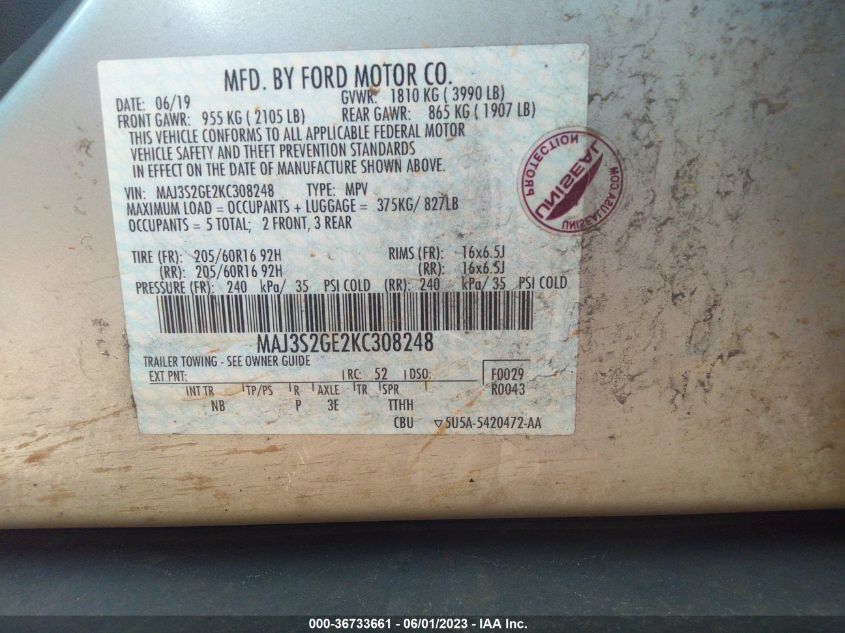 MFD. BY FORD MOTOR CO.
DATE: 06/19 GVWR: 1810 KG ( 3990 LB)
FRONT GAWR: 955 KG ( 2105 LB) REAR GAWR: 865 KG ( 1907 LB)
THIS VEHICLE CONFORMS TO ALL APPLICABLE FEDERAL MOTOR
VEHICLE SAFETY AND THEFT PREVENTION STANDARDS
IN EFFECT ON THE DATE OF MANUFACTURE SHOWN ABOVE.
VIN: MAJ3S2GE2KC308248 TYPE: MPV
MAXIMUM LOAD = OCCUPANTS + LUGGAGE = 375KG/ 827LB
OCCUPANTS = 5 TOTAL; 2 FRONT, 3 REAR
TIRE (FR): 205/60R16 92H RIMS (FR): 16x6.5J
(RR): 205/60R16 92H (RR): 16x6.5J
PRESSURE (FR): 240 kPa/ 35 PSI COLD (RR): 240 kPa/ 35 PSI COLD
MAJ3S2GE2KC308248
TRAILER TOWING - SEE OWNER GUIDE
EXT PNT: RC: 52 DSO: F0029
INT TR TP/PS R AXLE TR SPR R0043
NB P 3E TTHH
CBU ▽5U5A-5420472-AA
PROTECTION
UNISEAL
UNISEALUSA.COM
000-36733661 - 06/01/2023 - IAAI.com